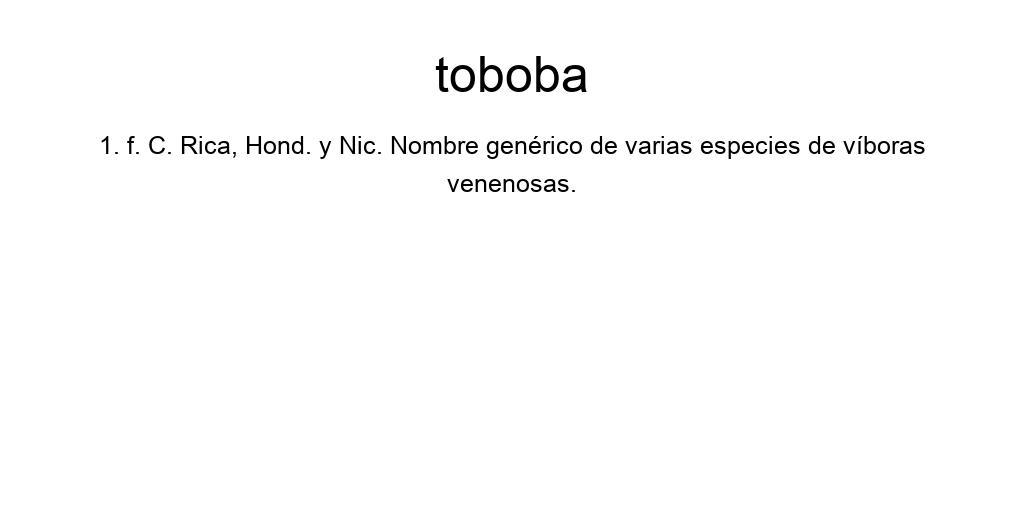 toboba
1. f. C. Rica, Hond. y Nic. Nombre genérico de varias especies de víboras
venenosas.